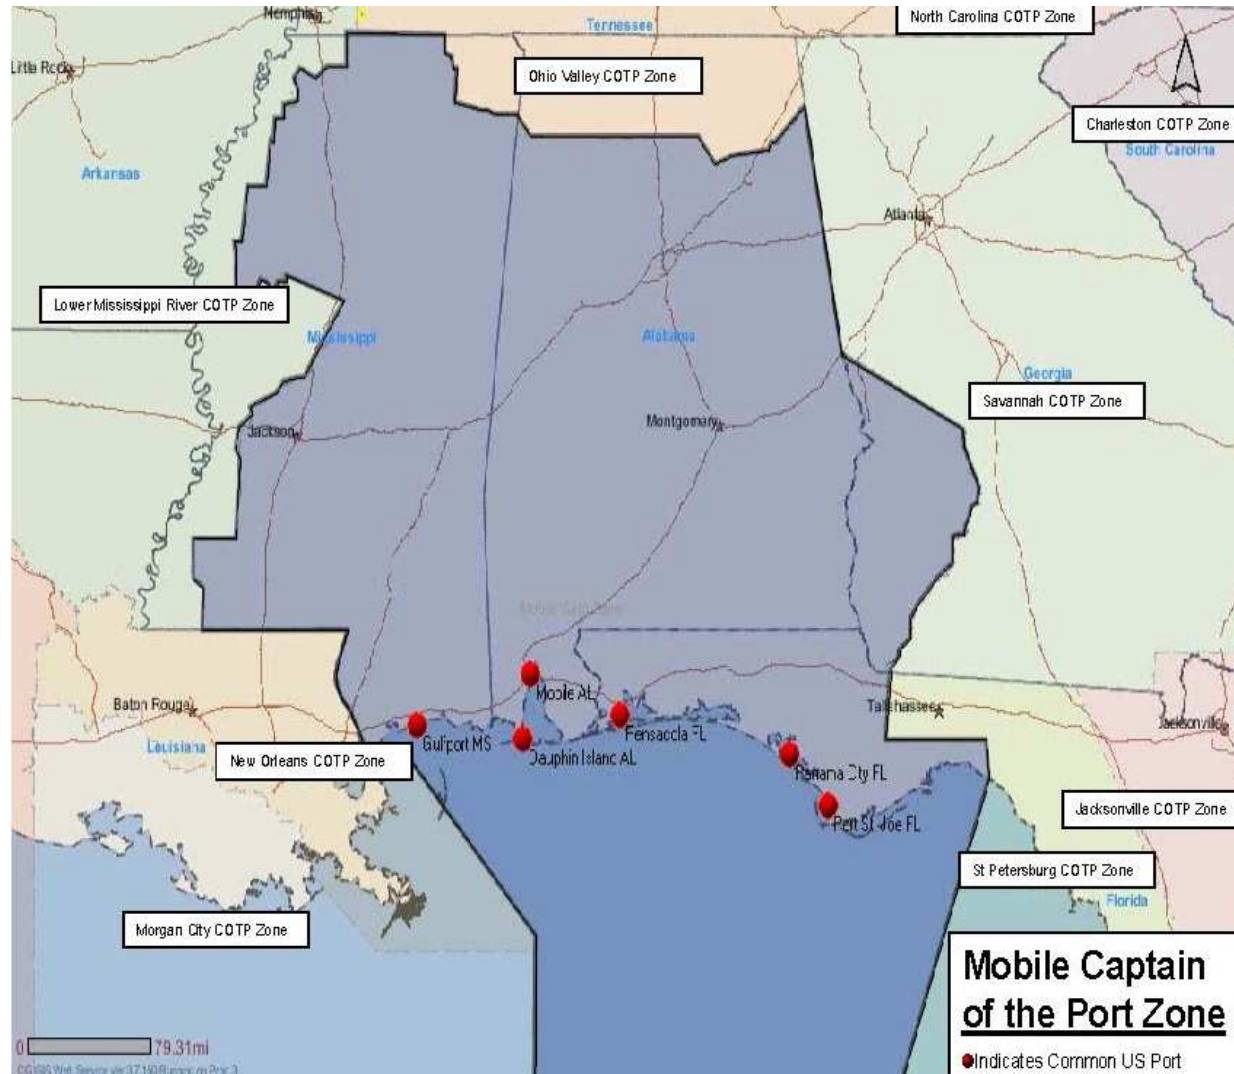 Memphis
Tennessee
North Carolina COTP Zone
Little Rock
Ohio Valley COTP Zone
Charleston COTP Zone
South Carolina
Arkansas
Atlanta
Lower Mississippi River COTP Zone
Mississippi
Alabama
Georgia
Savannah COTP Zone
Jackson
Montgomery
Mobile AL
Baton Rouge
Tallahassee
Jacksonville
Gulfport MS
Pensacola FL
Louisiana
New Orleans COTP Zone
Dauphin Island AL
Panama City FL
Port St. Joe FL
Jacksonville COTP Zone
St Petersburg COTP Zone
Florida
Morgan City COTP Zone
Mobile Captain
of the Port Zone
Indicates Common US Port
0 79.31mi